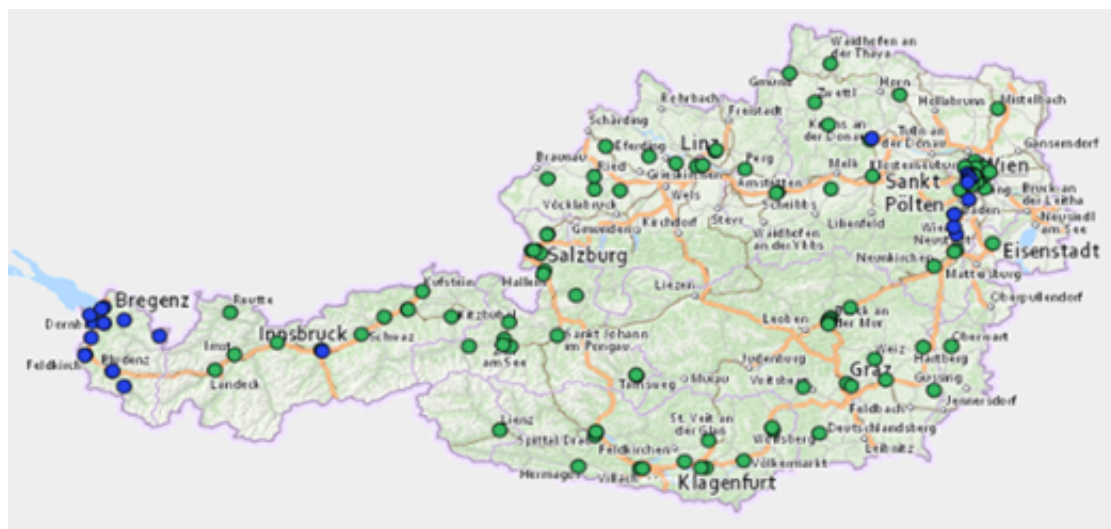 Waidhofen an
der Thaya
Gmünd
Horn
Zwettl
Hollabrunn
Mistelbach
Rohrbach
Freistadt
Krems an
der Donau
Tulln an
der Donau
Schärding
Eferding
Linz
Perg
Melk
Klosterneuburg
Wien
Gänserndorf
Braunau
Ried
Grieskirchen
Wels
Amstetten
Sankt
Pölten
Bruck an
der Leitha
Vöcklabruck
Steyr
Scheibbs
Lilienfeld
Baden
Neusiedl
am See
Gmunden
Kirchdorf
Waidhofen
an der Ybbs
Wie
Neustadt
Eisenstadt
Salzburg
Neunkirchen
Mattersburg
Hallein
Liezen
Oberpullendorf
Bregenz
Reutte
Kufstein
Kitzbühel
Dornb
Innsbruck
Schwaz
Sankt Johann
im Pongau
Leoben
Bruck an
der Mur
Oberwart
Feldkirch
Bludenz
Imst
Landeck
am See
Judenburg
Weiz
Hartberg
Tamsweg
Murau
Voitsberg
Graz
Güssing
Feldbach
Jennersdorf
Lienz
Spittal/Drau
St. Veit an
der Glan
Feldkirchen
Wolfsberg
Deutschlandsberg
Leibnitz
Hermagor
Villach
Klagenfurt
Völkermarkt